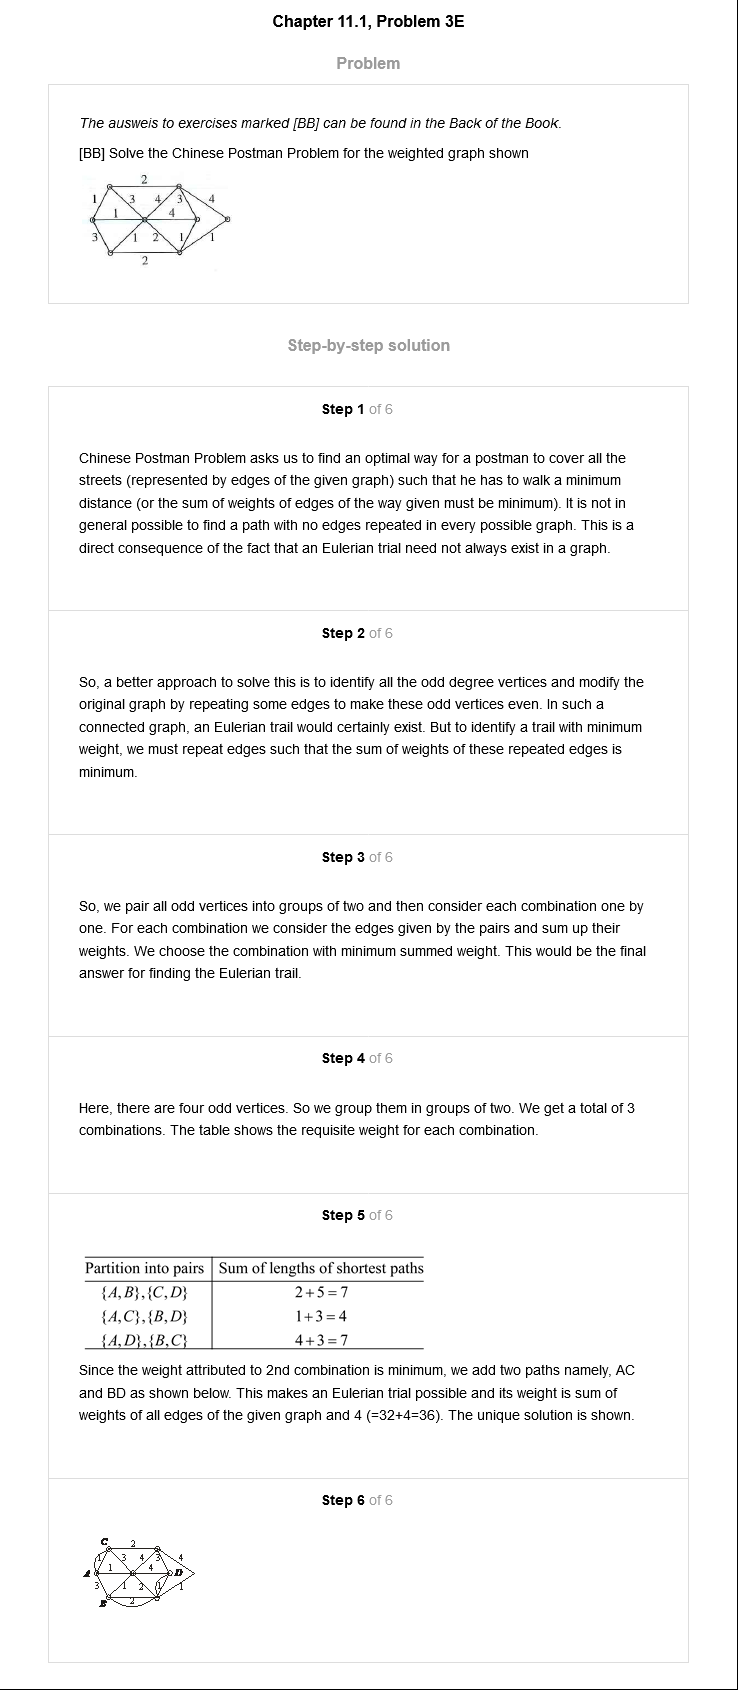 Chapter 11.1, Problem 3E
Problem
The ausweis to exercises marked [BB] can be found in the Back of the Book.
[BB] Solve the Chinese Postman Problem for the weighted graph shown
2
1 3 4 3 4
1 4
3 1 2 1 1
2
Step-by-step solution
Step 1 of 6
Chinese Postman Problem asks us to find an optimal way for a postman to cover all the
streets (represented by edges of the given graph) such that he has to walk a minimum
distance (or the sum of weights of edges of the way given must be minimum). It is not in
general possible to find a path with no edges repeated in every possible graph. This is a
direct consequence of the fact that an Eulerian trial need not always exist in a graph.
Step 2 of 6
So, a better approach to solve this is to identify all the odd degree vertices and modify the
original graph by repeating some edges to make these odd vertices even. In such a
connected graph, an Eulerian trail would certainly exist. But to identify a trail with minimum
weight, we must repeat edges such that the sum of weights of these repeated edges is
minimum.
Step 3 of 6
So, we pair all odd vertices into groups of two and then consider each combination one by
one. For each combination we consider the edges given by the pairs and sum up their
weights. We choose the combination with minimum summed weight. This would be the final
answer for finding the Eulerian trail.
Step 4 of 6
Here, there are four odd vertices. So we group them in groups of two. We get a total of 3
combinations. The table shows the requisite weight for each combination.
Step 5 of 6
Partition into pairs Sum of lengths of shortest paths
{A,B},{C,D} 2+5=7
{A,C},{B,D} 1+3=4
{A,D},{B,C} 4+3=7
Since the weight attributed to 2nd combination is minimum, we add two paths namely, AC
and BD as shown below. This makes an Eulerian trial possible and its weight is sum of
weights of all edges of the given graph and 4 (=32+4=36). The unique solution is shown.
Step 6 of 6
C 2
1 3 4 3 4
A 1 4 D
3 1 2 1 1
B 2